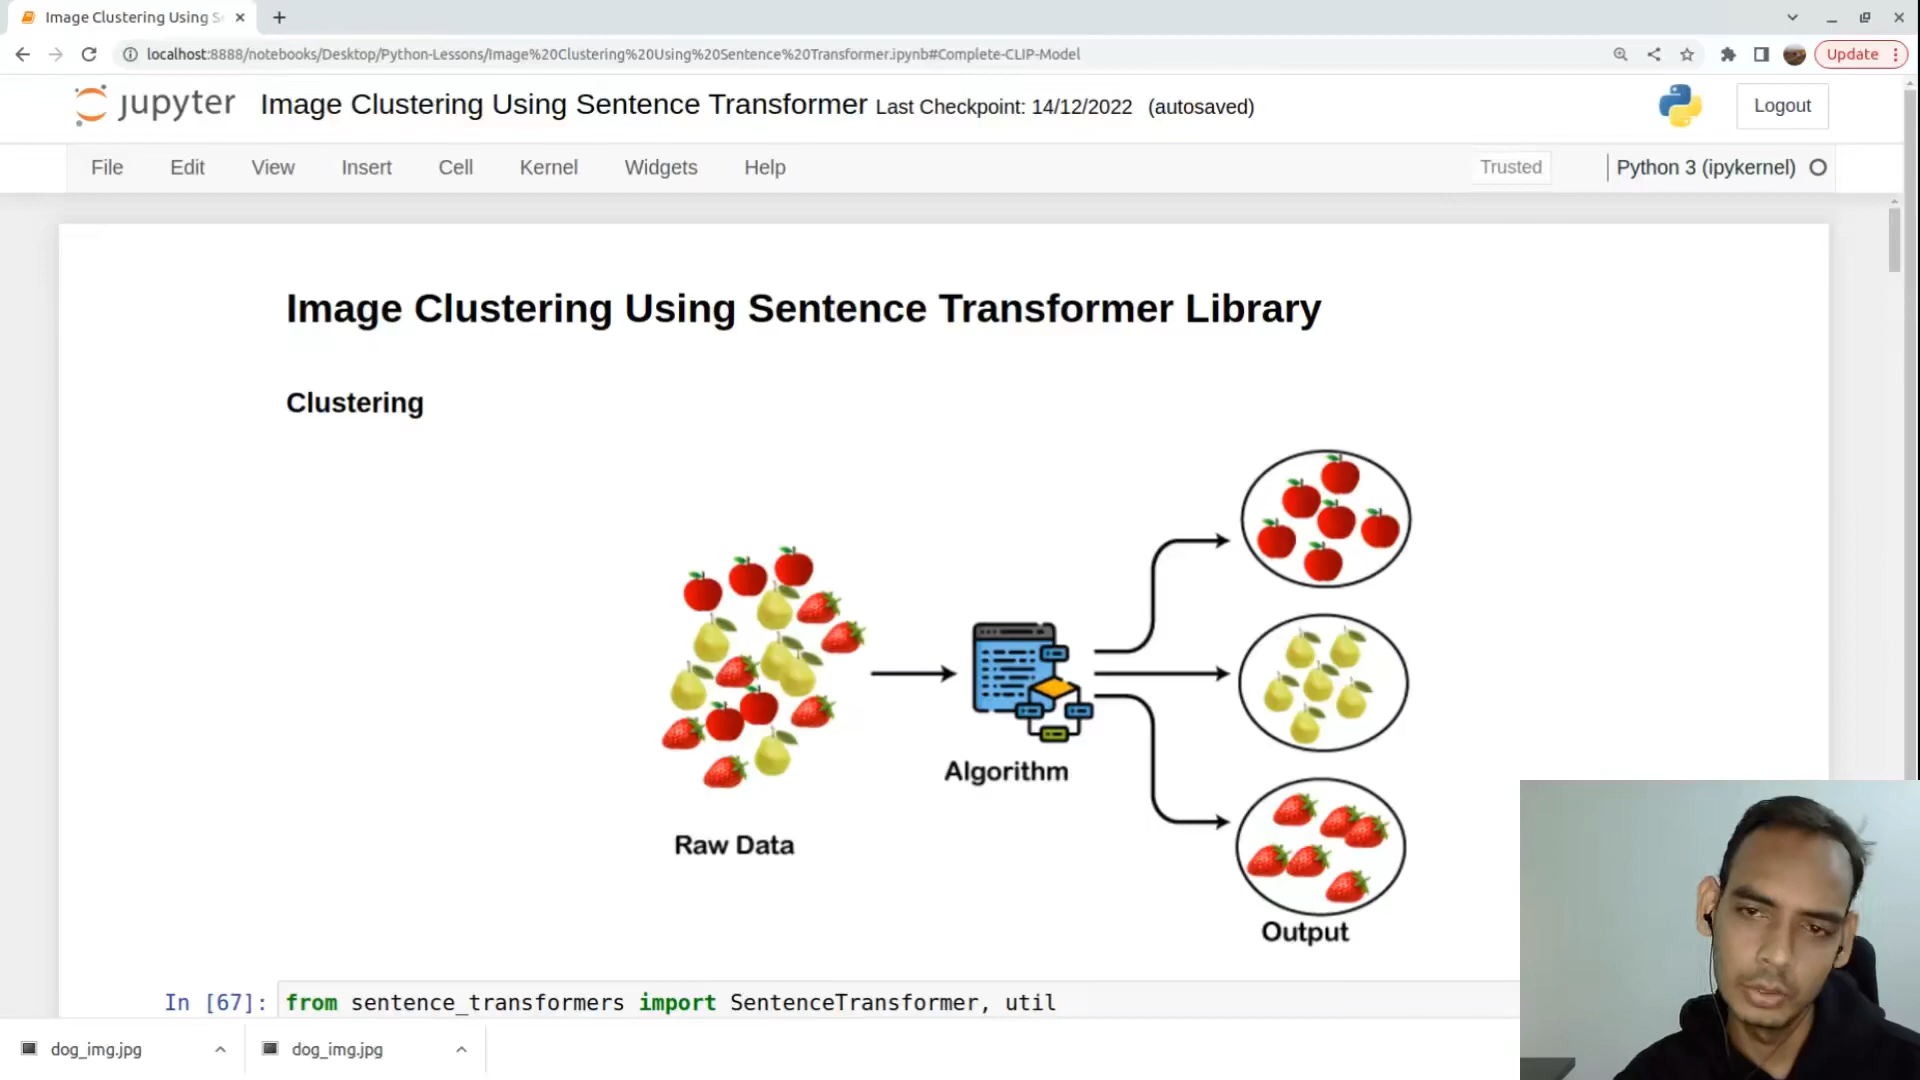 Image Clustering Using S
localhost:8888/notebooks/Desktop/Python-Lessons/Image%20Clustering%20Using%20Sentence%20Transformer.ipynb#Complete-CLIP-Model
Update
jupyter Image Clustering Using Sentence Transformer Last Checkpoint: 14/12/2022 (autosaved)
Logout
File Edit View Insert Cell Kernel Widgets Help
Trusted
Python 3 (ipykernel)
Image Clustering Using Sentence Transformer Library
Clustering
Algorithm
Raw Data
Output
In [67]: from sentence_transformers import SentenceTransformer, util
dog_img.jpg
dog_img.jpg